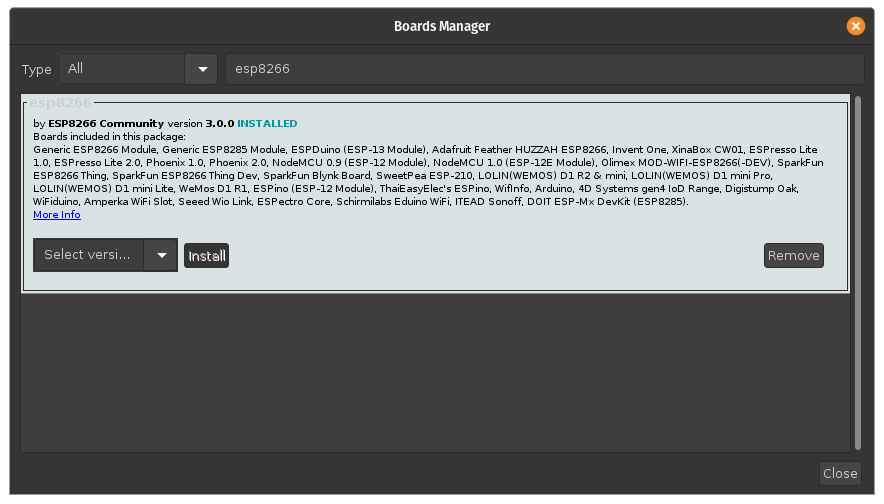 Boards Manager
Type All esp8266
esp8266
by ESP8266 Community version 3.0.0 INSTALLED
Boards included in this package:
Generic ESP8266 Module, Generic ESP8285 Module, ESPDuino (ESP-13 Module), Adafruit Feather HUZZAH ESP8266, Invent One, XinaBox CW01, ESPresso Lite
1.0, ESPresso Lite 2.0, Phoenix 1.0, Phoenix 2.0, NodeMCU 0.9 (ESP-12 Module), NodeMCU 1.0 (ESP-12E Module), Olimex MOD-WIFI-ESP8266(-DEV), SparkFun
ESP8266 Thing, SparkFun ESP8266 Thing Dev, SparkFun Blynk Board, SweetPea ESP-210, LOLIN(WEMOS) D1 R2 & mini, LOLIN(WEMOS) D1 mini Pro,
LOLIN(WEMOS) D1 mini Lite, WeMos D1 R1, ESPino (ESP-12 Module), ThaiEasyElec's ESPino, WifInfo, Arduino, 4D Systems gen4 IoD Range, Digistump Oak,
WiFiduino, Amperka WiFi Slot, Seeed Wio Link, ESPectro Core, Schirmilabs Eduino WiFi, ITEAD Sonoff, DOIT ESP-Mx DevKit (ESP8285).
More Info
Select versi... Install Remove
Close